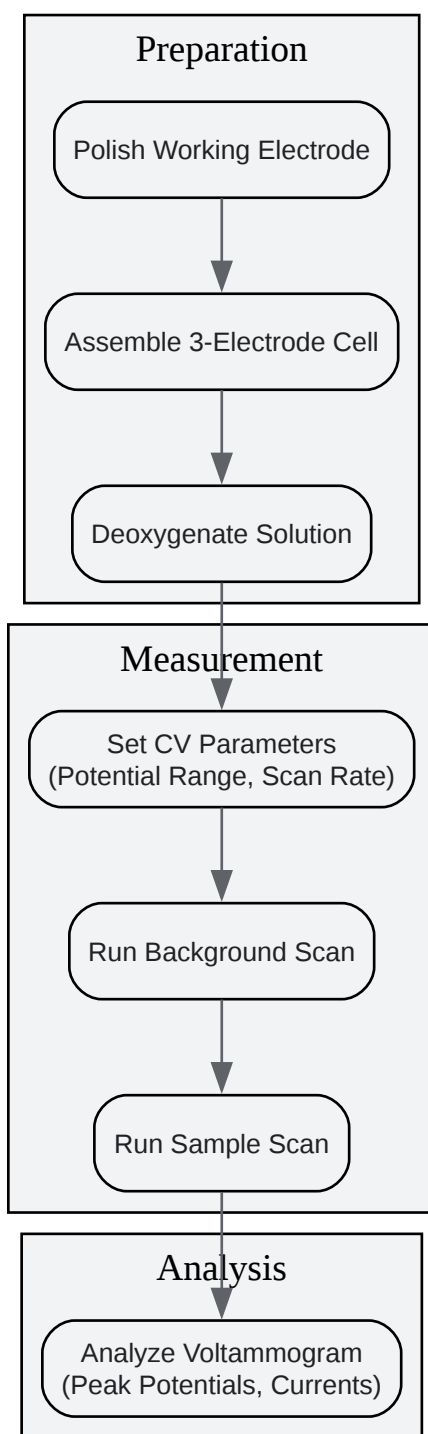 Preparation
Polish Working Electrode
Assemble 3-Electrode Cell
Deoxygenate Solution
Measurement
Set CV Parameters
(Potential Range, Scan Rate)
Run Background Scan
Run Sample Scan
Analysis
Analyze Voltammogram
(Peak Potentials, Currents)